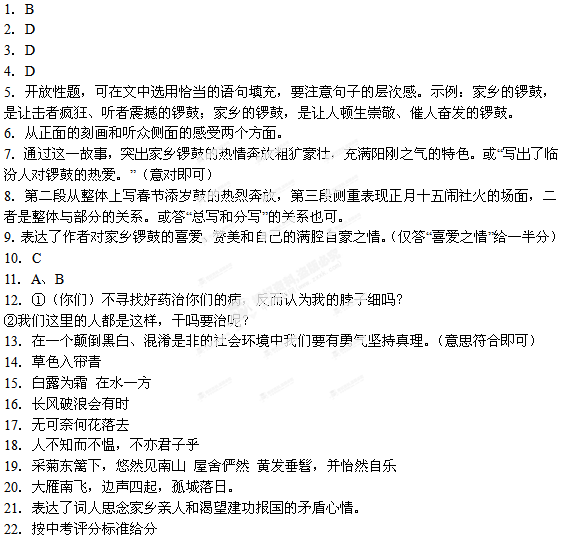 1．B
2．D
3．D
4．D
5．开放性题，可在文中选用恰当的语句填充，要注意句子的层次感。示例：家乡的锣鼓，
是让击者疯狂、听者震撼的锣鼓；家乡的锣鼓，是让人顿生崇敬、催人奋发的锣鼓。
6．从正面的刻画和听众侧面的感受两个方面。
7．通过这一故事，突出家乡锣鼓的热情奔放粗犷豪壮，充满阳刚之气的特色。或“写出了临
汾人对锣鼓的热爱。”（意对即可）
8．第二段从整体上写春节添岁鼓的热烈奔放，第三段侧重表现正月十五闹社火的场面，二
者是整体与部分的关系。或答“总写和分写”的关系也可。
9. 表达了作者对家乡锣鼓的喜爱、赞美和自己的满腔自豪之情。（仅答“喜爱之情”给一半分）
10．C
11．A、B
12．①（你们）不寻找好药治你们的病，反而认为我的脖子细吗？
②我们这里的人都是这样，干吗要治呢？
13．在一个颠倒黑白、混淆是非的社会环境中我们要有勇气坚持真理。（意思符合即可）
14．草色入帘青
15．白露为霜 在水一方
16．长风破浪会有时
17．无可奈何花落去
18．人不知而不愠，不亦君子乎
19．采菊东篱下，悠然见南山 屋舍俨然 黄发垂髫，并怡然自乐
20．大雁南飞，边声四起，孤城落日。
21．表达了词人思念家乡亲人和渴望建功报国的矛盾心情。
22．按中考评分标准给分